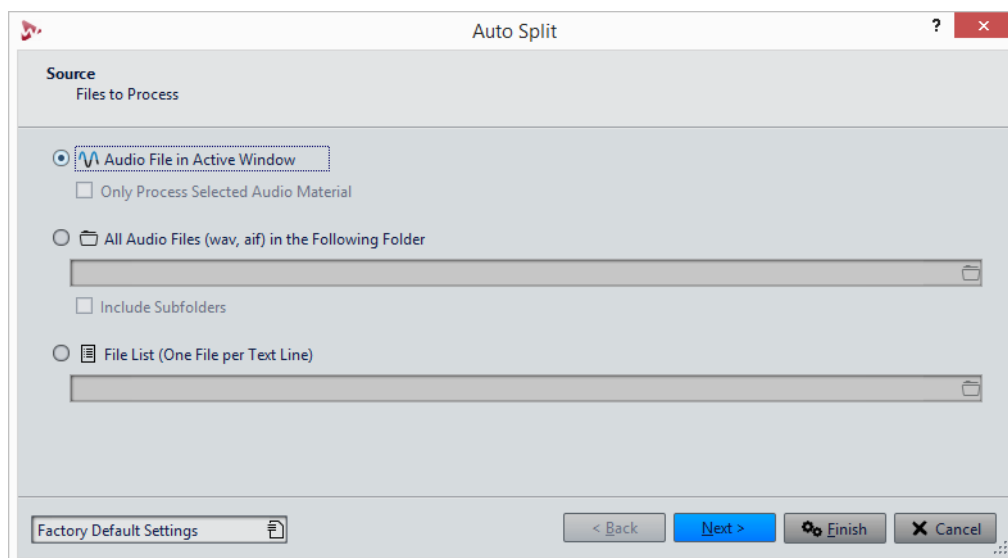 Auto Split
?
Source
Files to Process
Audio File in Active Window
Only Process Selected Audio Material
All Audio Files (wav, aif) in the Following Folder
Include Subfolders
File List (One File per Text Line)
Factory Default Settings
< Back Next > Finish Cancel